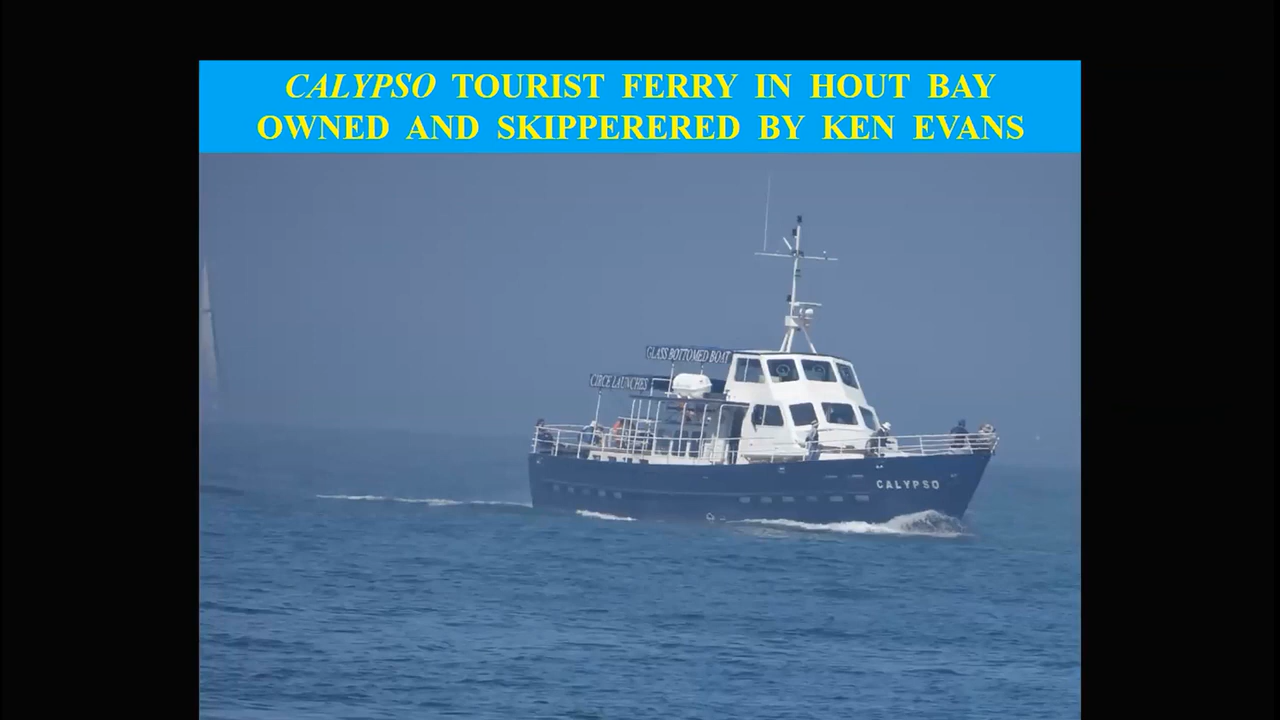 CALYPSO TOURIST FERRY IN HOUT BAY
OWNED AND SKIPPERERED BY KEN EVANS
GLASS BOTTOMED BOAT
CIRCE LAUNCHES
CALYPSO